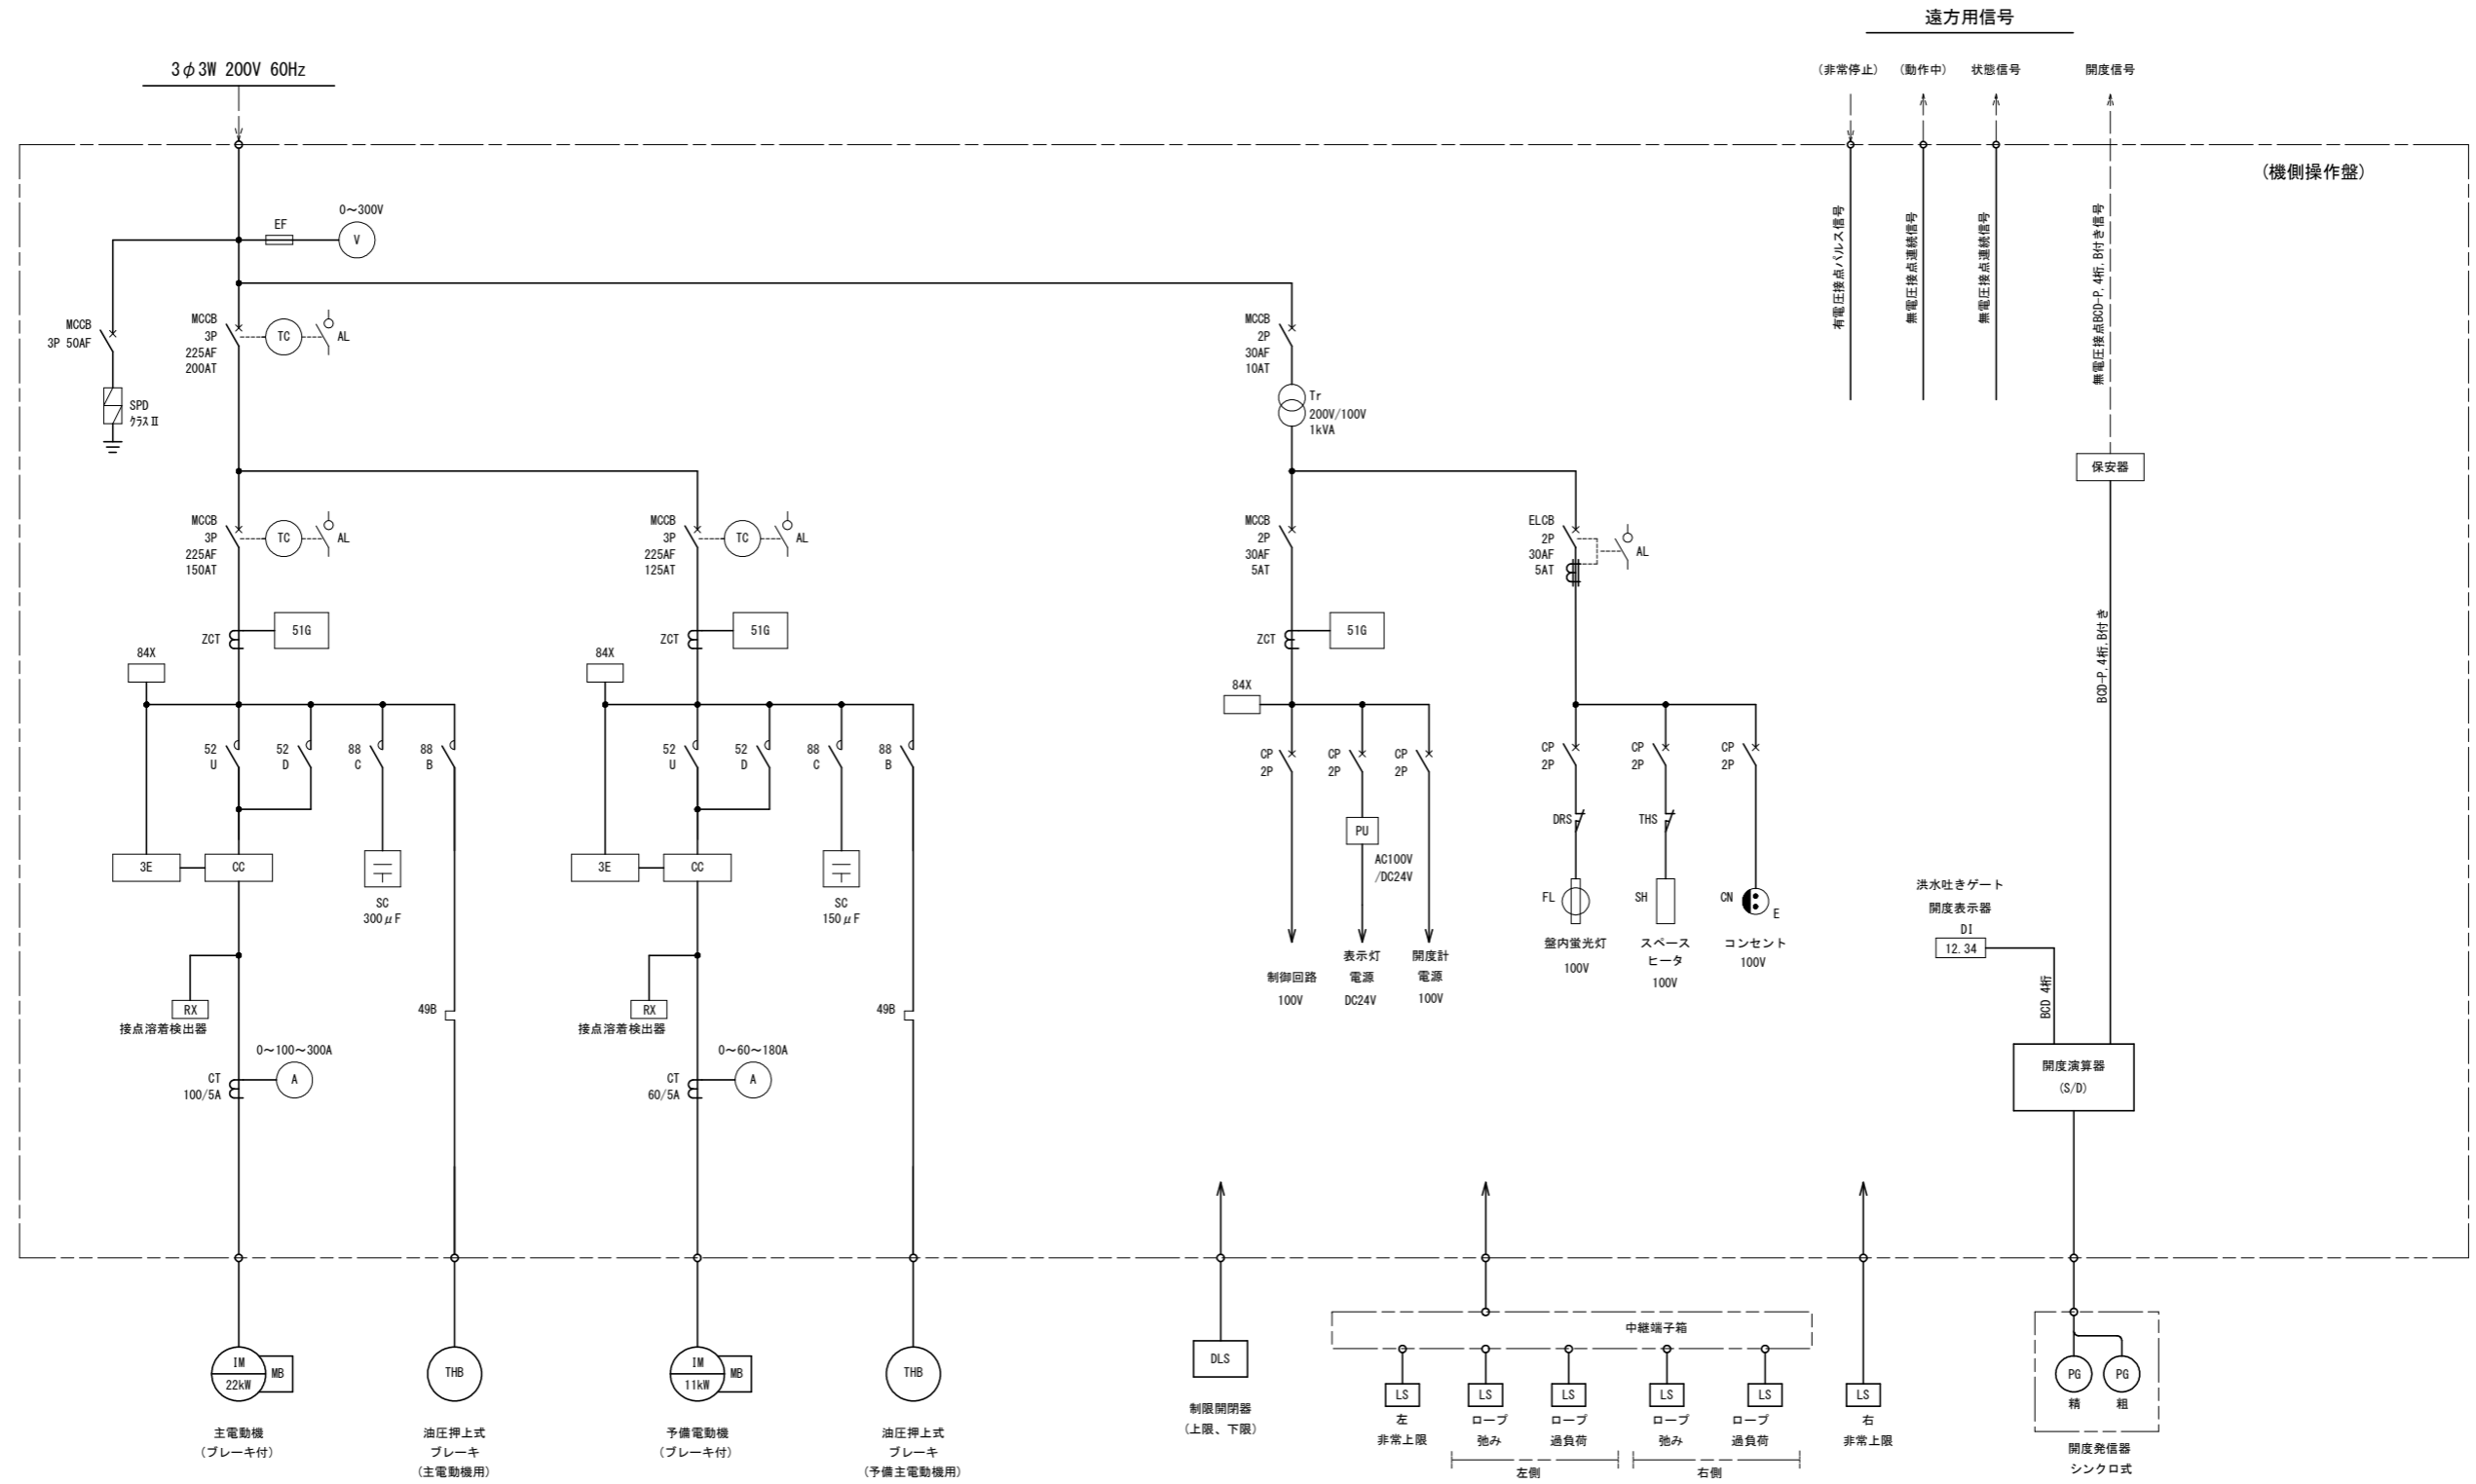 遠方用信号
3φ3W 200V 60Hz
(非常停止)
(動作中)
状態信号
開度信号
(機側操作盤)
有電圧接点パルス信号
無電圧接点連続信号
無電圧接点連続信号
無電圧接点BCD-P,4桁,B付き信号
EF
0～300V
V
MCCB
3P 50AF
SPD
クラスⅡ
MCCB
3P
225AF
200AT
TC
AL
MCCB
2P
30AF
10AT
Tr
200V/100V
1kVA
保安器
MCCB
3P
225AF
150AT
TC
AL
MCCB
3P
225AF
125AT
TC
AL
MCCB
2P
30AF
5AT
ELCB
2P
30AF
5AT
AL
ZCT
51G
ZCT
51G
ZCT
51G
BCD-P,4桁,B付き
84X
84X
84X
52
U
52
D
88
C
88
B
52
U
52
D
88
C
88
B
CP
2P
CP
2P
CP
2P
CP
2P
CP
2P
CP
2P
DRS
THS
PU
AC100V
/DC24V
3E
CC
SC
300μF
3E
CC
SC
150μF
FL
SH
CN
E
制御回路
100V
表示灯
電源
DC24V
開度計
電源
100V
盤内蛍光灯
100V
スペース
ヒータ
100V
コンセント
100V
洪水吐きゲート
開度表示器
DI
12.34
BCD 4桁
RX
接点溶着検出器
49B
RX
接点溶着検出器
49B
0～100～300A
CT
100/5A
A
0～60～180A
CT
60/5A
A
開度演算器
(S/D)
IM
22kW
MB
主電動機
(ブレーキ付)
THB
油圧押上式
ブレーキ
(主電動機用)
IM
11kW
MB
予備電動機
(ブレーキ付)
THB
油圧押上式
ブレーキ
(予備主電動機用)
DLS
制限開閉器
(上限、下限)
中継端子箱
LS
左
非常上限
LS
ロープ
弛み
LS
ロープ
過負荷
左側
LS
ロープ
弛み
LS
ロープ
過負荷
右側
LS
右
非常上限
PG
精
PG
粗
開度発信器
シンクロ式